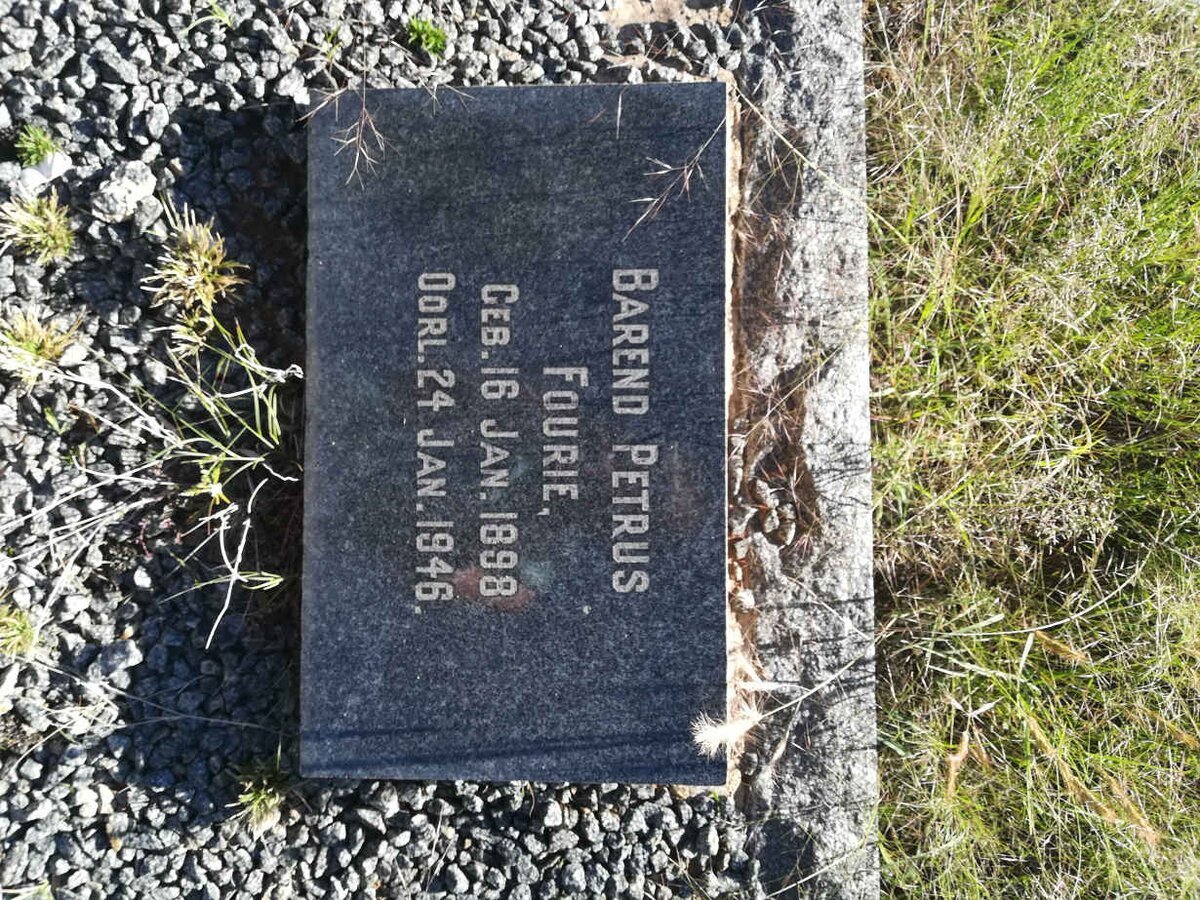 BAREND PETRUS
FOURIE,
GEB. 16 JAN. 1898
OORL. 24 JAN. 1946.